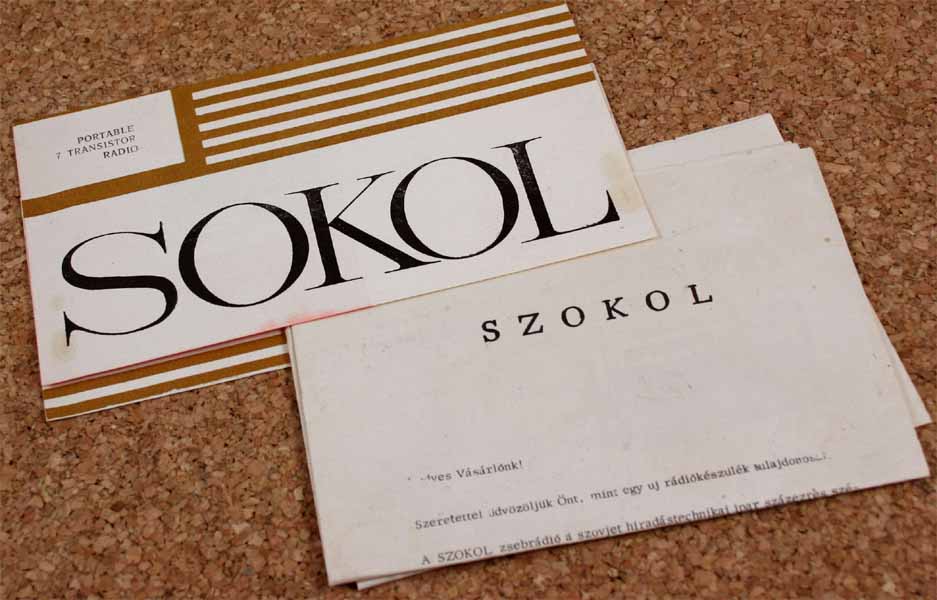 PORTABLE
7 TRANSISTOR
RADIO
SOKOL
SZOKOL
Vásárlónk!
Szeretettel üdvözöljük Önt, mint egy uj rádiókészülék
A SZOKOL zsebrádió a szovjet hiradástechnikai ipar százezrės